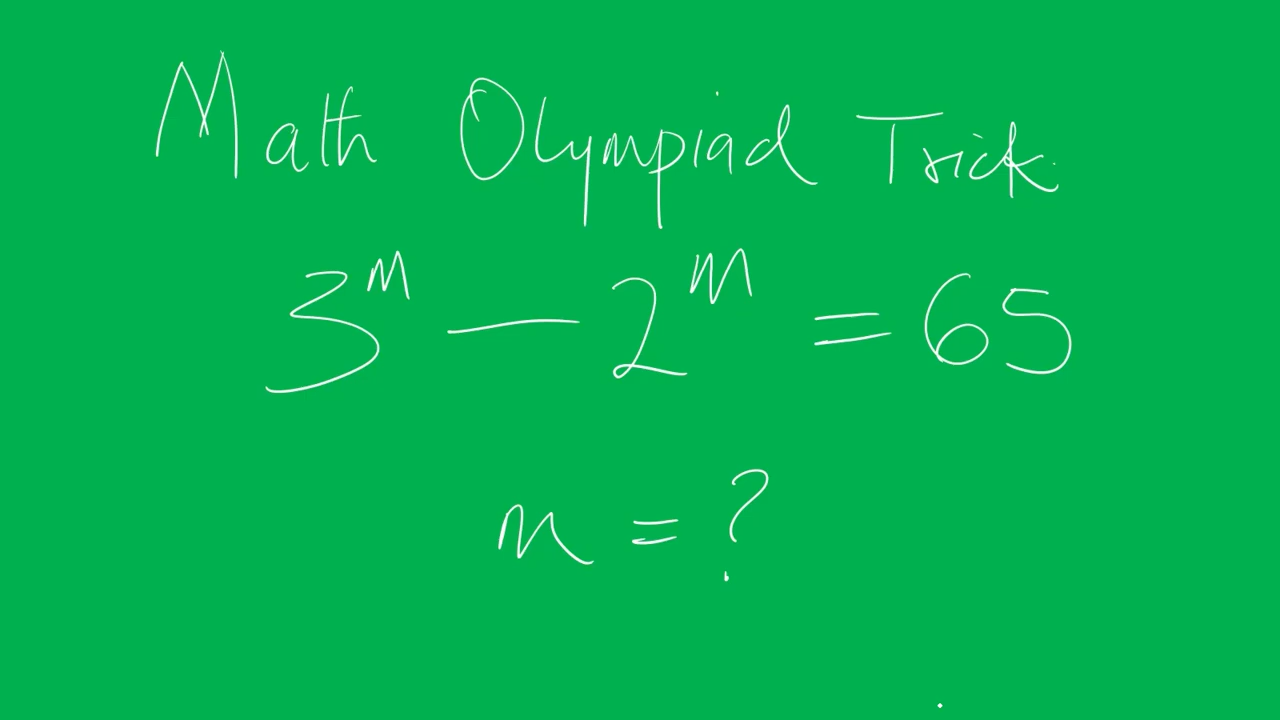 Math Olympiad Trick
3^m - 2^m = 65
m = ?